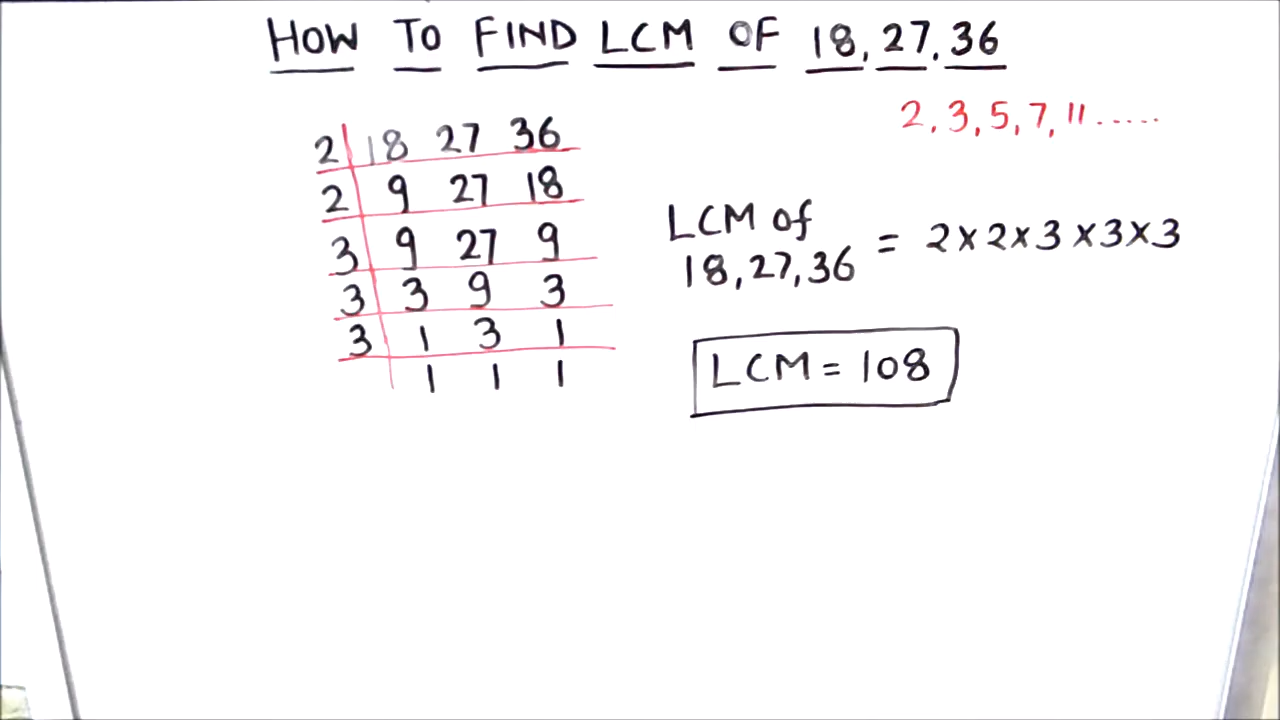 HOW TO FIND LCM OF 18, 27, 36
2, 3, 5, 7, 11 .....
2 18 27 36
2 9 27 18
3 9 27 9
3 3 9 3
3 1 3 1
1 1 1
LCM of
18, 27, 36 = 2×2×3×3×3
LCM = 108